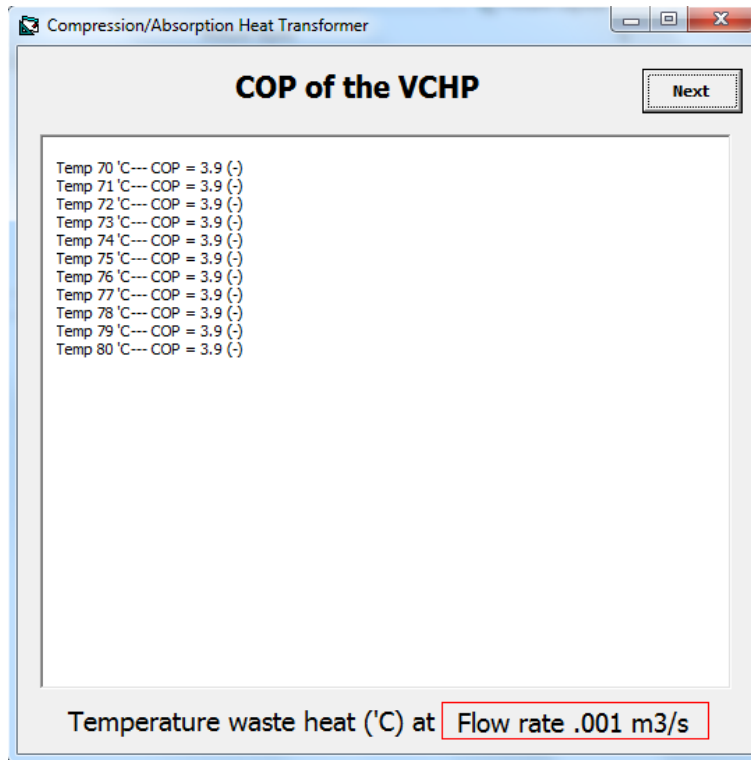 Compression/Absorption Heat Transformer
COP of the VCHP
Next
Temp 70 'C--- COP = 3.9 (-)
Temp 71 'C--- COP = 3.9 (-)
Temp 72 'C--- COP = 3.9 (-)
Temp 73 'C--- COP = 3.9 (-)
Temp 74 'C--- COP = 3.9 (-)
Temp 75 'C--- COP = 3.9 (-)
Temp 76 'C--- COP = 3.9 (-)
Temp 77 'C--- COP = 3.9 (-)
Temp 78 'C--- COP = 3.9 (-)
Temp 79 'C--- COP = 3.9 (-)
Temp 80 'C--- COP = 3.9 (-)
Temperature waste heat ('C) at Flow rate .001 m3/s